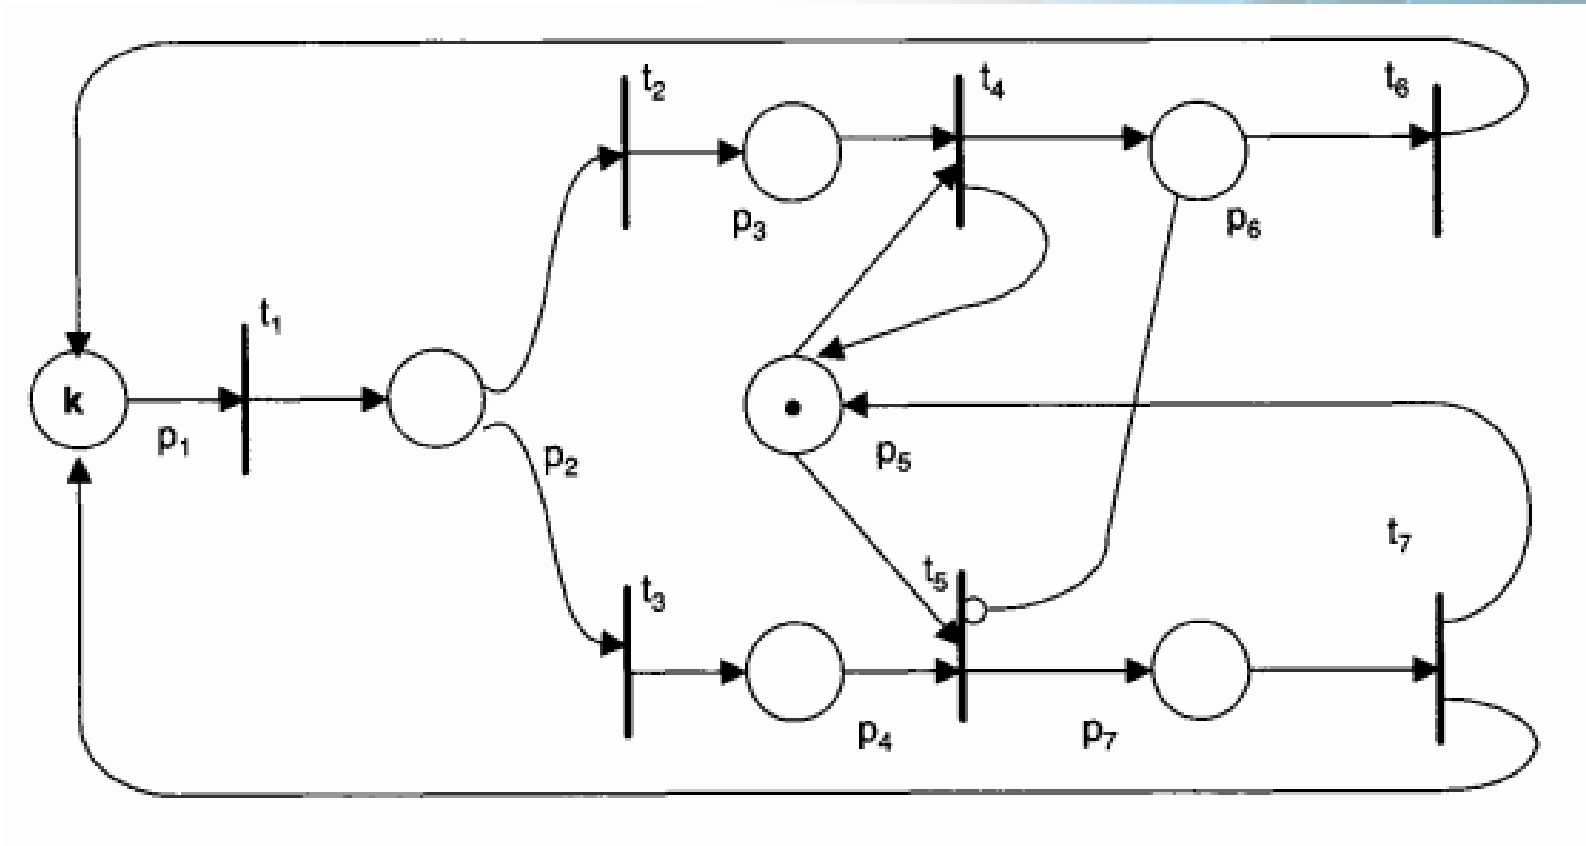 t₂
t₄
t₆
p₃
p₆
t₁
k
p₁
p₂
p₅
t₇
t₅
t₃
p₄
p₇